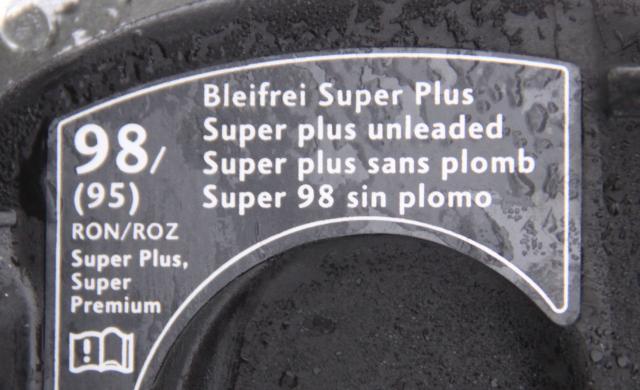 Bleifrei Super Plus
Super plus unleaded
Super plus sans plomb
Super 98 sin plomo
98/
(95)
RON/ROZ
Super Plus,
Super
Premium